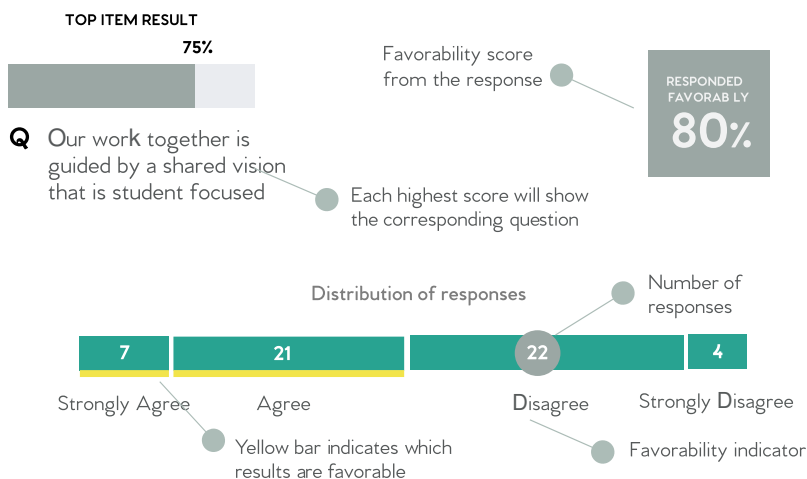 TOP ITEM RESULT
75%
Favorability score
from the response
RESPONDED
FAVORAB LY
80%
Q Our work together is
guided by a shared vision
that is student focused
Each highest score will show
the corresponding question
Distribution of responses
Number of
responses
7 21 22 4
Strongly Agree Agree Disagree Strongly Disagree
Yellow bar indicates which
results are favorable
Favorability indicator